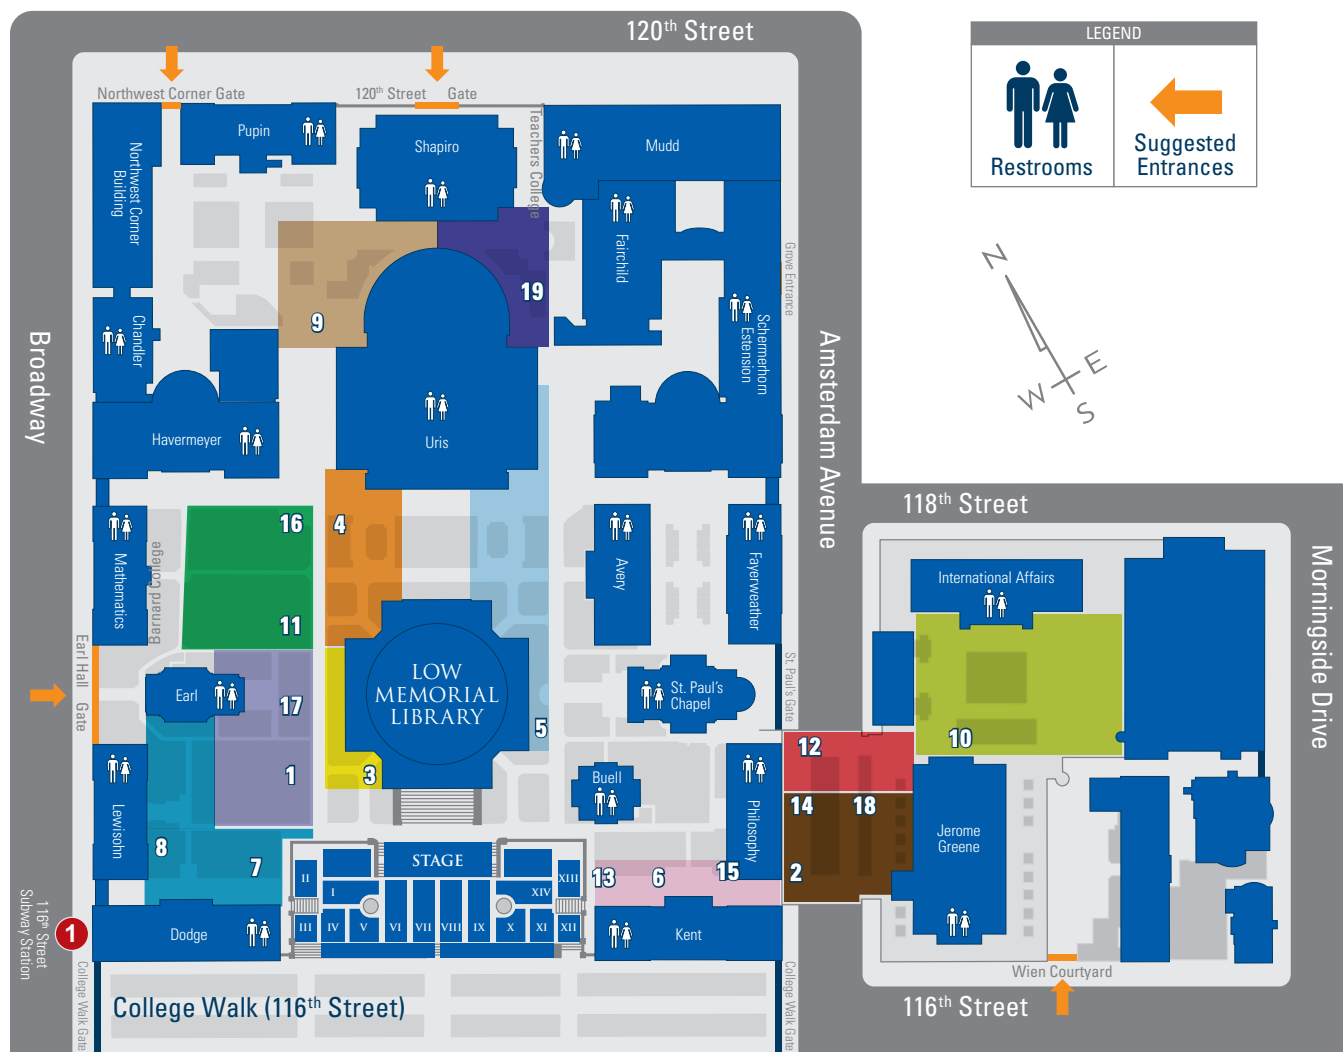 120th Street
LEGEND
Restrooms
Suggested
Entrances
Northwest Corner Gate
120th Street Gate
Teachers College
Pupin
Shapiro
Mudd
Northwest Corner
Building
Fairchild
Grove Entrance
N
W
E
S
19
9
Chandler
Schermerhorn
Estension
Broadway
Amsterdam Avenue
Havermeyer
Uris
118th Street
16
4
Mathematics
Barnard College
Avery
Fayerweather
International Affairs
Morningside Drive
11
Earl Hall Gate
LOW
MEMORIAL
LIBRARY
St. Paul's Gate
Earl
17
St. Paul's
Chapel
5
10
12
1
3
Buell
14
18
Lewisohn
Philosophy
Jerome
Greene
8
7
STAGE
13
6
15
2
II
I
XIV
XIII
III
IV
V
VI
VII
VIII
IX
X
XI
XII
116th Street
Subway Station
1
Dodge
Kent
College Walk Gate
College Walk (116th Street)
College Walk Gate
Wien Courtyard
116th Street